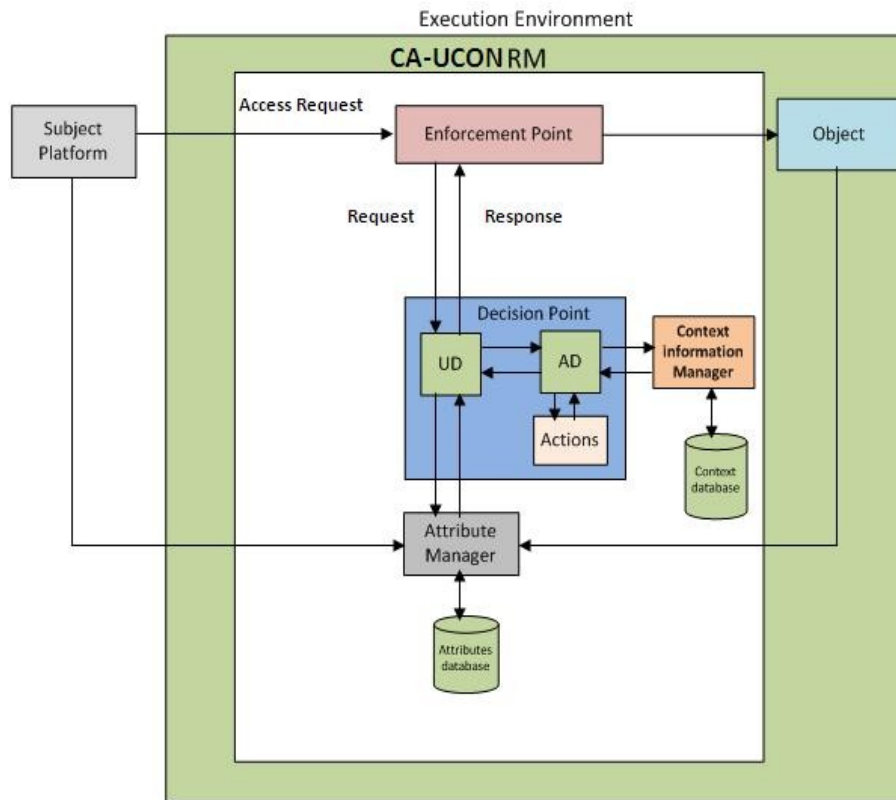 Execution Environment
CA-UCON RM
Access Request
Subject
Platform
Enforcement Point
Object
Request
Response
Decision Point
UD
AD
Actions
Context
information
Manager
Context
database
Attribute
Manager
Attributes
database